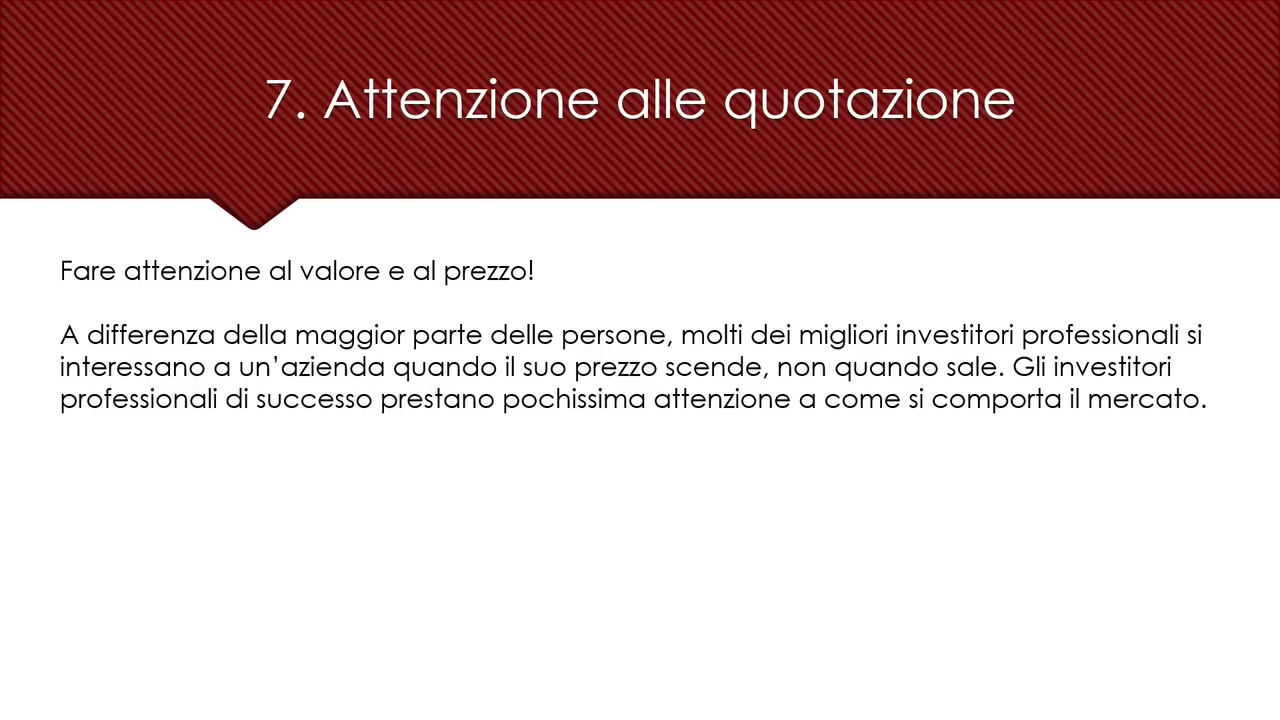 7. Attenzione alle quotazione
Fare attenzione al valore e al prezzo!
A differenza della maggior parte delle persone, molti dei migliori investitori professionali si
interessano a un’azienda quando il suo prezzo scende, non quando sale. Gli investitori
professionali di successo prestano pochissima attenzione a come si comporta il mercato.